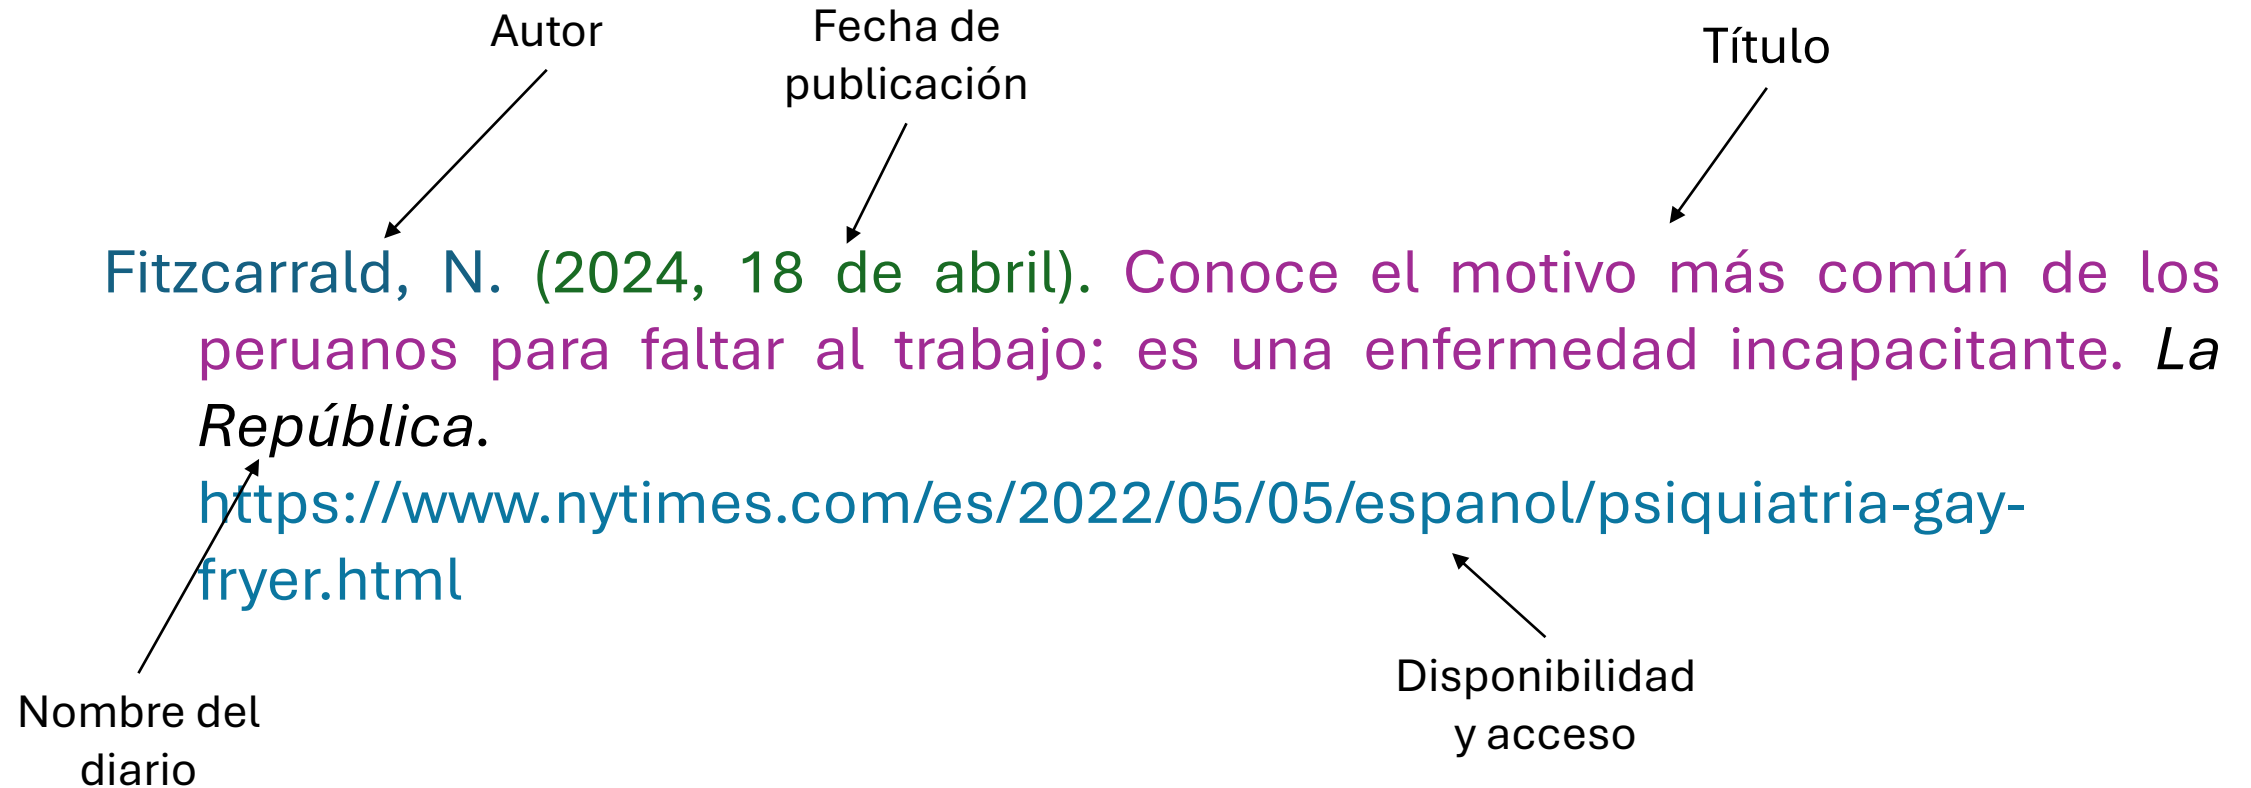 Autor
Fecha de
publicación
Título
Fitzcarrald, N. (2024, 18 de abril). Conoce el motivo más común de los
peruanos para faltar al trabajo: es una enfermedad incapacitante. La
República.
https://www.nytimes.com/es/2022/05/05/espanol/psiquiatria-gay-
fryer.html
Nombre del
diario
Disponibilidad
y acceso